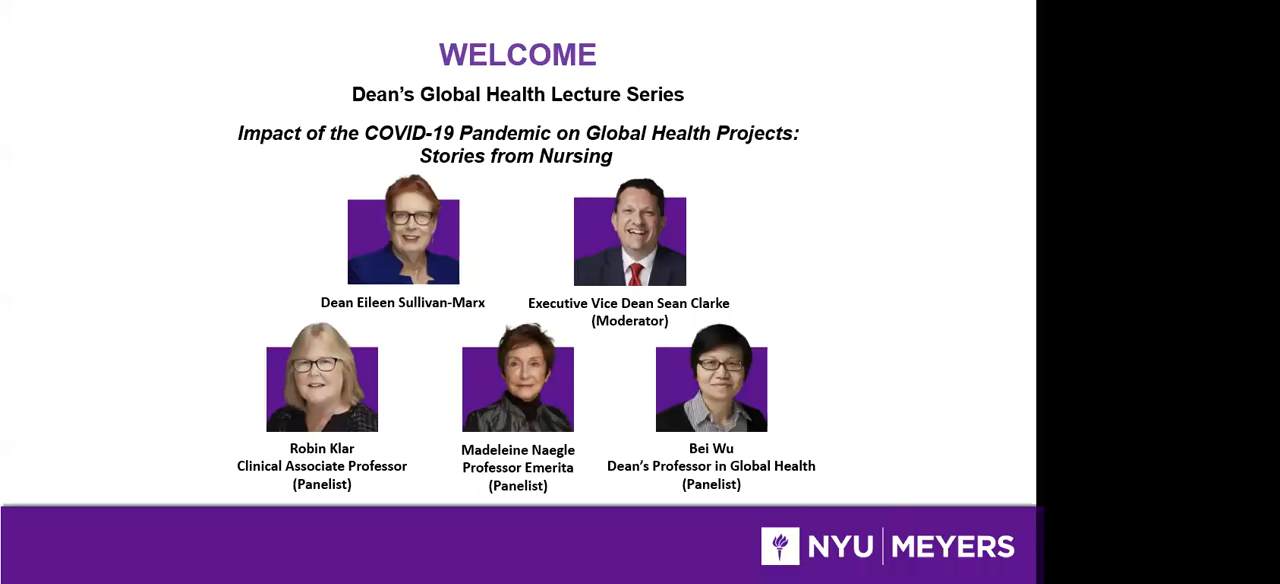 WELCOME
Dean's Global Health Lecture Series
Impact of the COVID-19 Pandemic on Global Health Projects:
Stories from Nursing
Dean Eileen Sullivan-Marx
Executive Vice Dean Sean Clarke
(Moderator)
Robin Klar
Clinical Associate Professor
(Panelist)
Madeleine Naegle
Professor Emerita
(Panelist)
Bei Wu
Dean's Professor in Global Health
(Panelist)
NYU | MEYERS